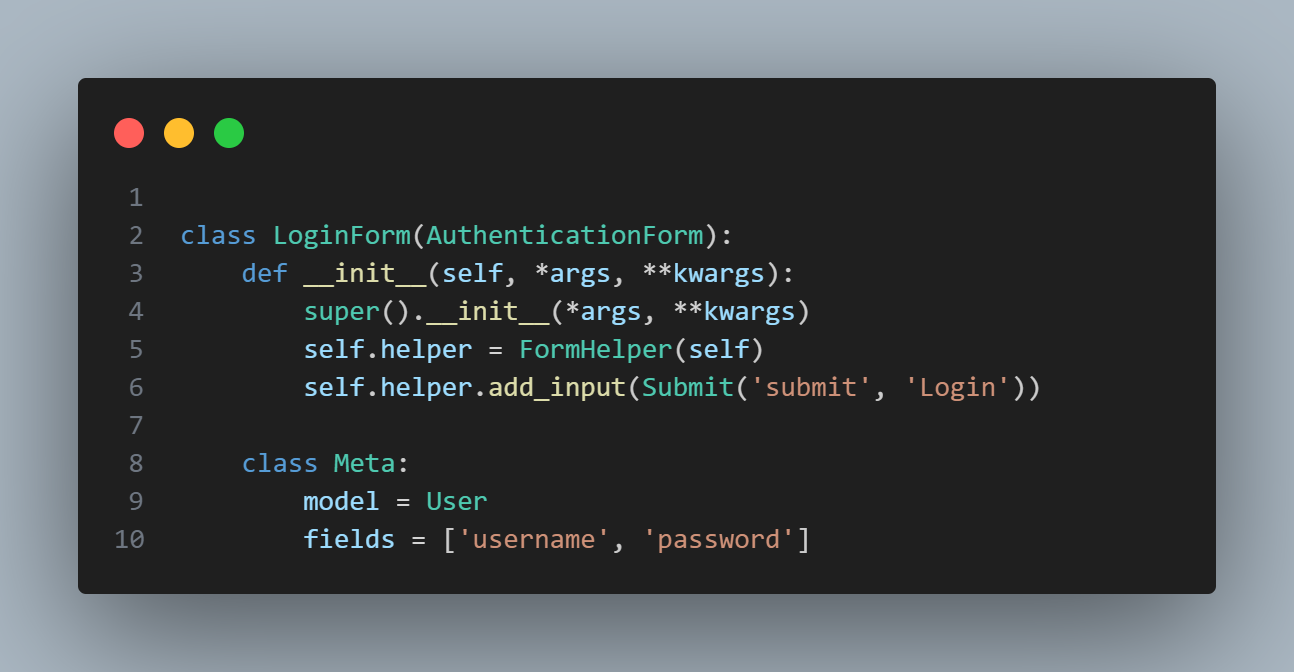 1
2 class LoginForm(AuthenticationForm):
3     def __init__(self, *args, **kwargs):
4         super().__init__(*args, **kwargs)
5         self.helper = FormHelper(self)
6         self.helper.add_input(Submit('submit', 'Login'))
7
8     class Meta:
9         model = User
10         fields = ['username', 'password']